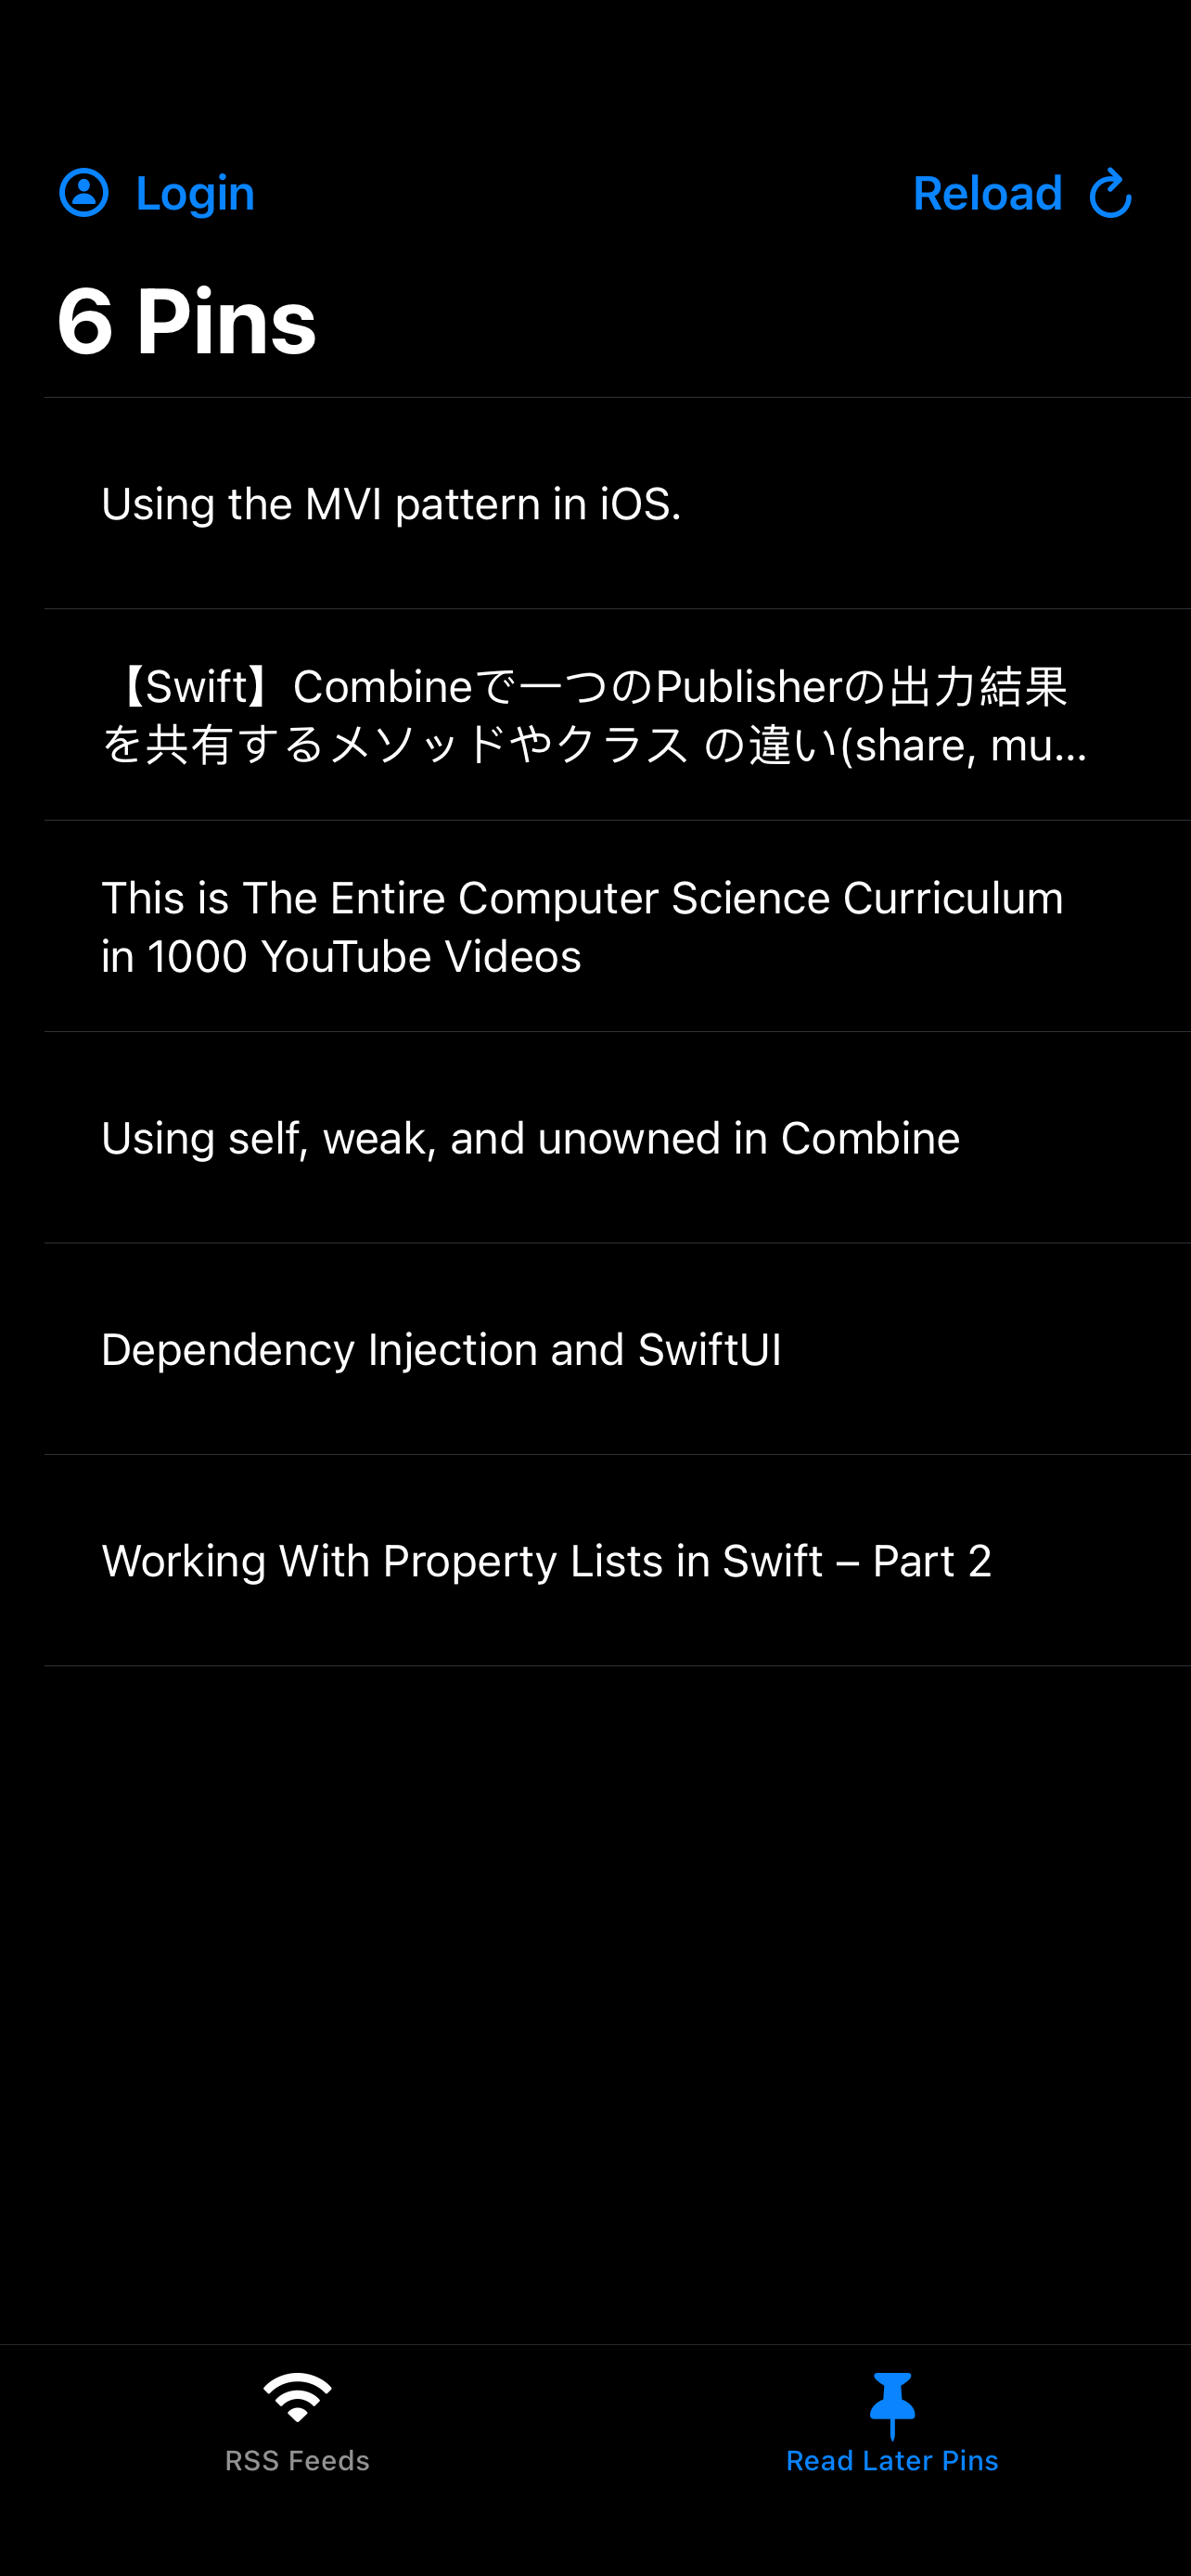 Login
Reload
6 Pins
Using the MVI pattern in iOS.
【Swift】Combineで一つのPublisherの出力結果
を共有するメソッドやクラス の違い(share, mu...
This is The Entire Computer Science Curriculum
in 1000 YouTube Videos
Using self, weak, and unowned in Combine
Dependency Injection and SwiftUI
Working With Property Lists in Swift – Part 2
RSS Feeds
Read Later Pins